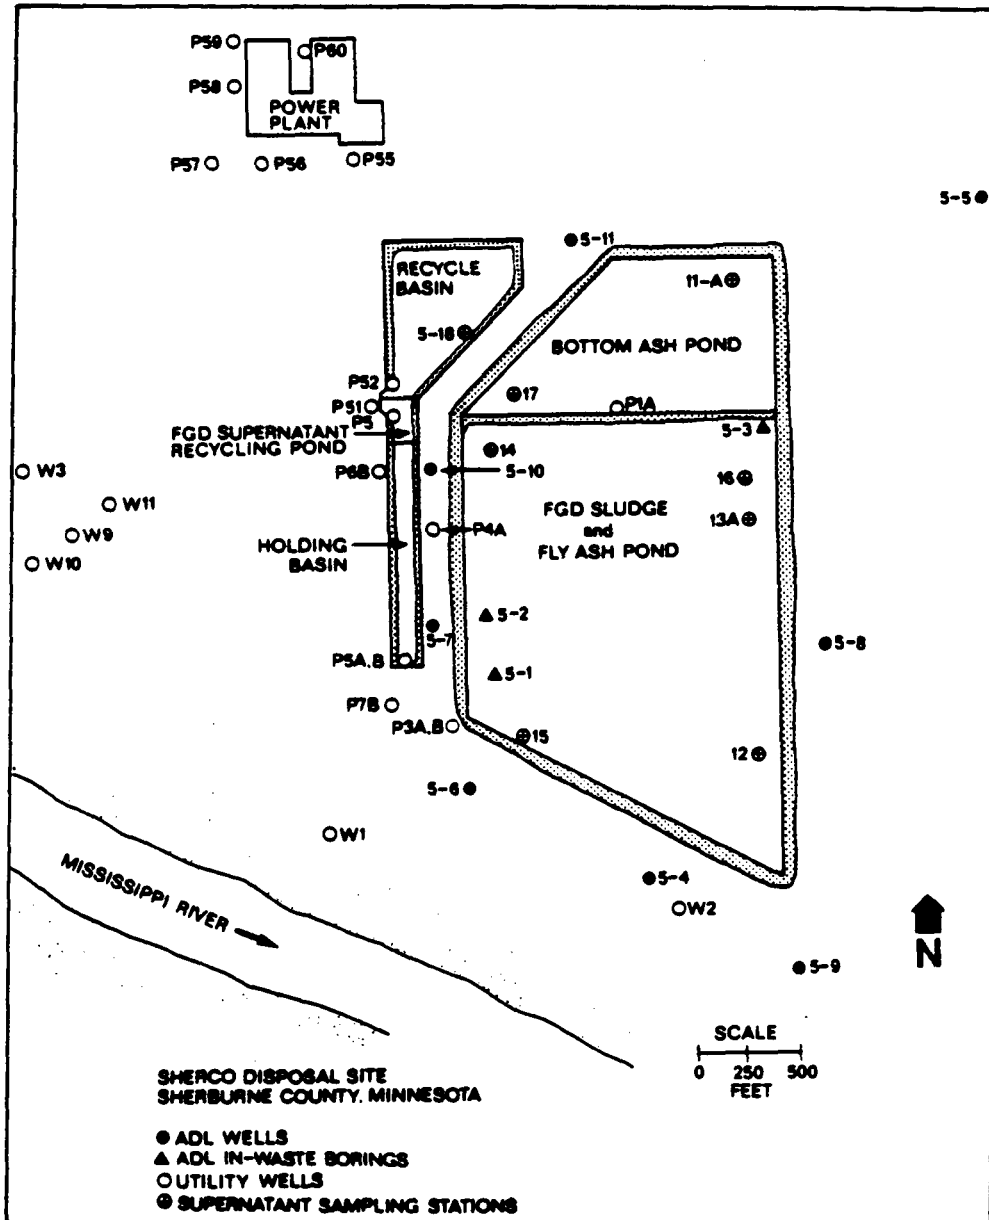 P59
P60
P58
POWER
PLANT
P57
P56
P55
5-5
5-11
RECYCLE
BASIN
11-A
5-18
BOTTOM ASH POND
P52
17
P1A
P51
P5
5-3
FGD SUPERNATANT
RECYCLING POND
14
W3
P6B
5-10
16
W11
FGD SLUDGE
and
FLY ASH POND
13A
W9
P4A
HOLDING
BASIN
W10
5-2
5-7
5-8
P5A,B
5-1
P7B
P3A,B
15
12
5-6
W1
MISSISSIPPI RIVER
5-4
W2
N
5-9
SCALE
0 250 500
FEET
SHERCO DISPOSAL SITE
SHERBURNE COUNTY, MINNESOTA
ADL WELLS
ADL IN-WASTE BORINGS
UTILITY WELLS
SUPERNATANT SAMPLING STATIONS